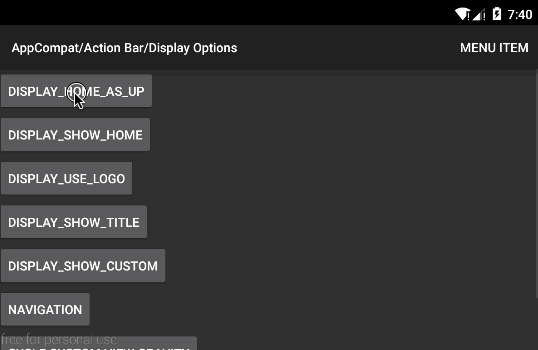 7:40
AppCompat/Action Bar/Display Options MENU ITEM
DISPLAY_HOME_AS_UP
DISPLAY_SHOW_HOME
DISPLAY_USE_LOGO
DISPLAY_SHOW_TITLE
DISPLAY_SHOW_CUSTOM
NAVIGATION
free for personal use